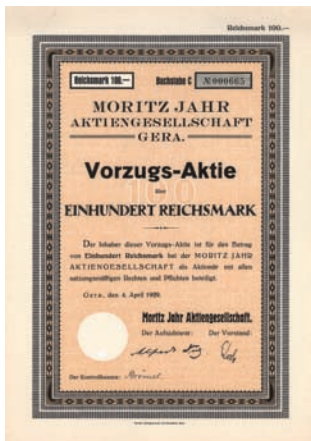 Reichsmark 100.—
Reichsmark 100.— Buchstabe C № 000665
MORITZ JAHR
AKTIENGESELLSCHAFT
GERA.
Vorzugs-Aktie
100
über
EINHUNDERT REICHSMARK
Der Inhaber dieser Vorzugs-Aktie ist für den Betrag
von Einhundert Reichsmark bei der MORITZ JAHR
AKTIENGESELLSCHAFT als Aktionär mit allen
satzungsmäßigen Rechten und Pflichten beteiligt.
Gera, den 4. April 1929.
Moritz Jahr Aktiengesellschaft.
Der Aufsichtsrat: Der Vorstand:
Der Kontrollbeamte: